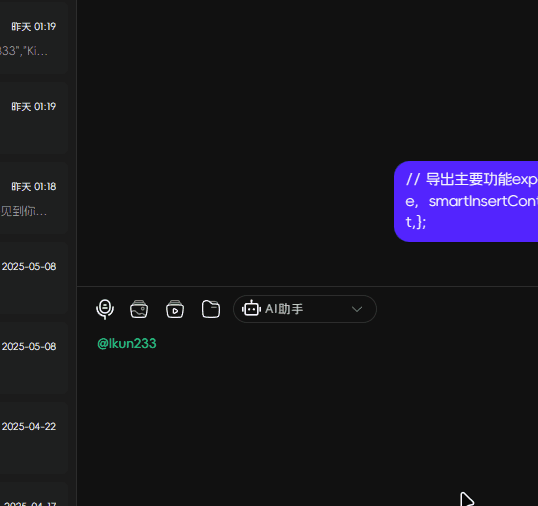 昨天 01:19
333","Ki...
昨天 01:19
昨天 01:18
见到你...
2025-05-08
2025-05-08
2025-04-22
2025-04-17
// 导出主要功能exp
e, smartInsertCon
t,};
AI助手
@Ikun233